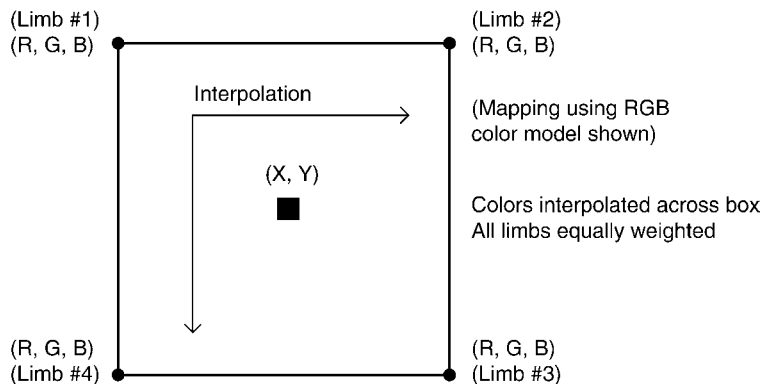 (Limb #1)
(R, G, B)
(Limb #2)
(R, G, B)
Interpolation
(Mapping using RGB
color model shown)
(X, Y)
Colors interpolated across box
All limbs equally weighted
(R, G, B)
(Limb #4)
(R, G, B)
(Limb #3)